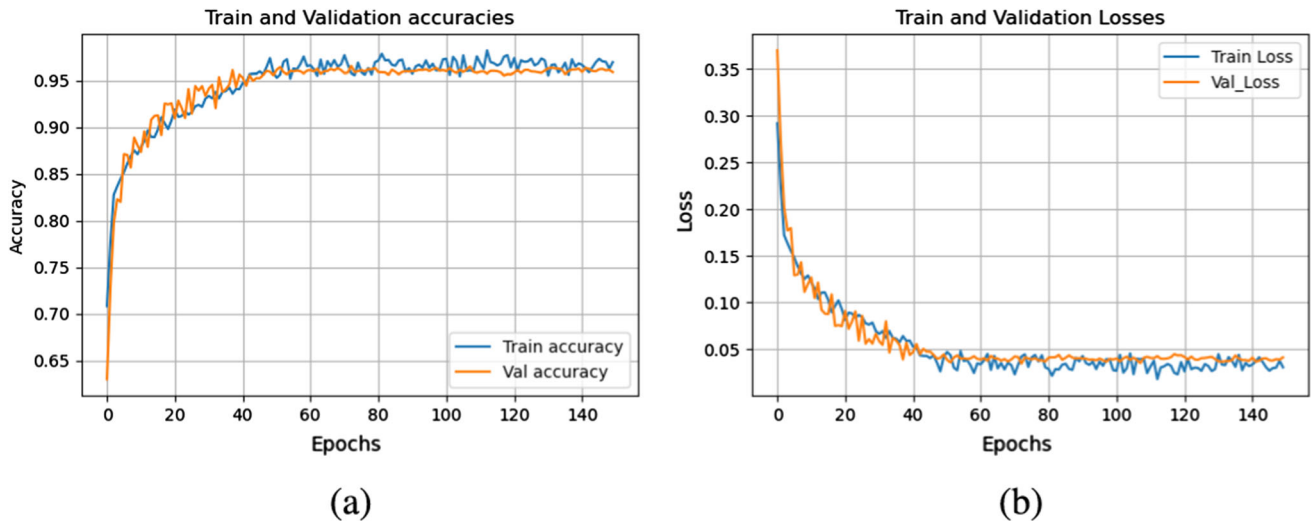 Train and Validation accuracies
Accuracy
0.95
0.90
0.85
0.80
0.75
0.70
0.65
Train accuracy
Val accuracy
0 20 40 60 80 100 120 140
Epochs
(a)
Train and Validation Losses
Loss
0.35
0.30
0.25
0.20
0.15
0.10
0.05
Train Loss
Val_Loss
0 20 40 60 80 100 120 140
Epochs
(b)